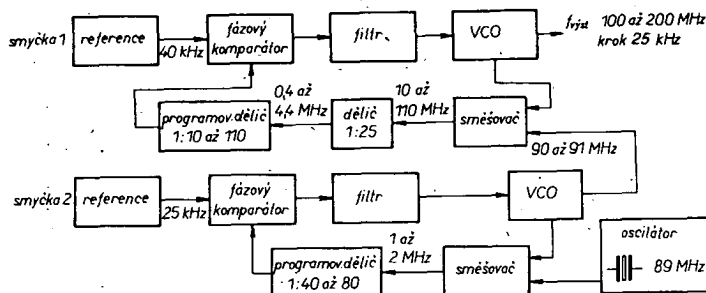 smyčka 1
reference
40 kHz
fázový
komparátor
filtr
VCO
fvýst 100 až 200 MHz
krok 25 kHz
programov. dělič
1:10 až 110
0,4 až
4,4 MHz
dělič
1:25
10 až
110 MHz
směšovač
90 až 91 MHz
smyčka 2
reference
25 kHz
fázový
komparátor
filtr
VCO
programov. dělič
1:40 až 80
1 až
2 MHz
směšovač
oscilátor
89 MHz